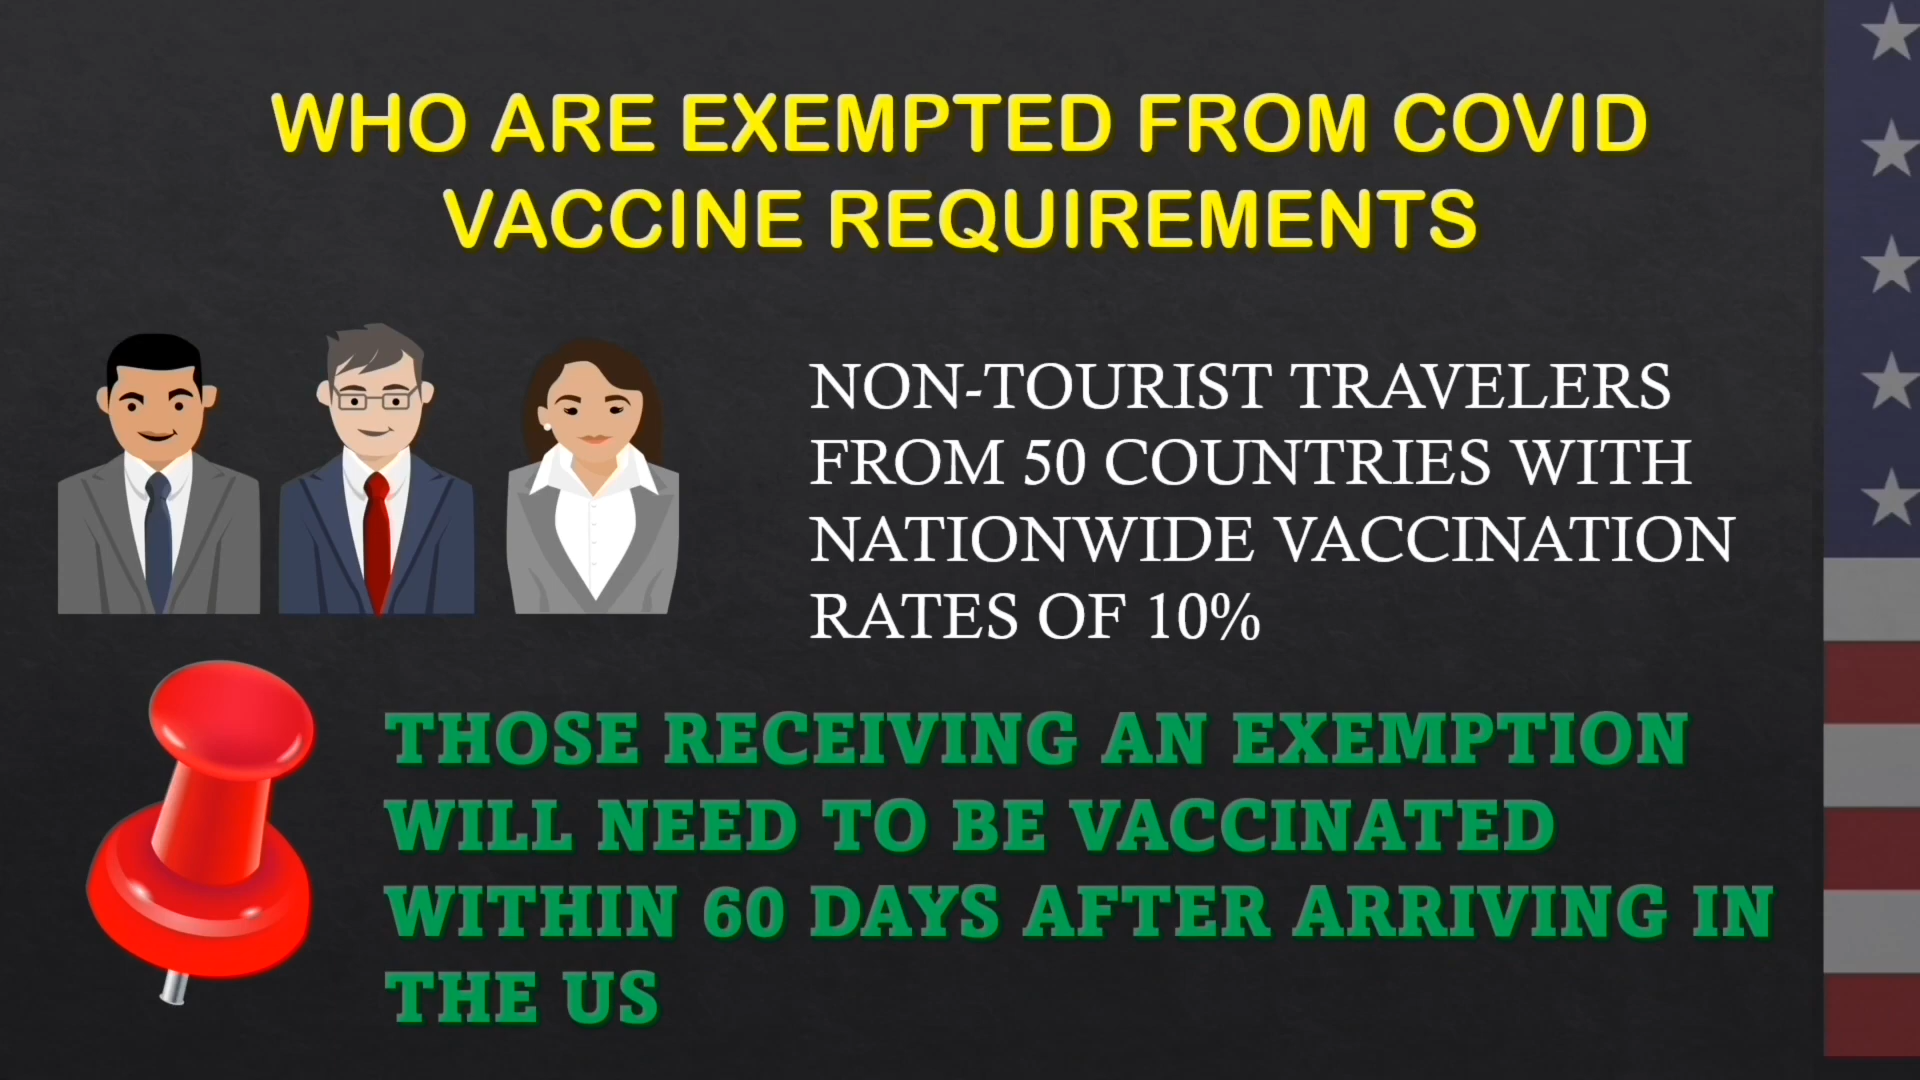 WHO ARE EXEMPTED FROM COVID
VACCINE REQUIREMENTS
NON-TOURIST TRAVELERS
FROM 50 COUNTRIES WITH
NATIONWIDE VACCINATION
RATES OF 10%
THOSE RECEIVING AN EXEMPTION
WILL NEED TO BE VACCINATED
WITHIN 60 DAYS AFTER ARRIVING IN
THE US